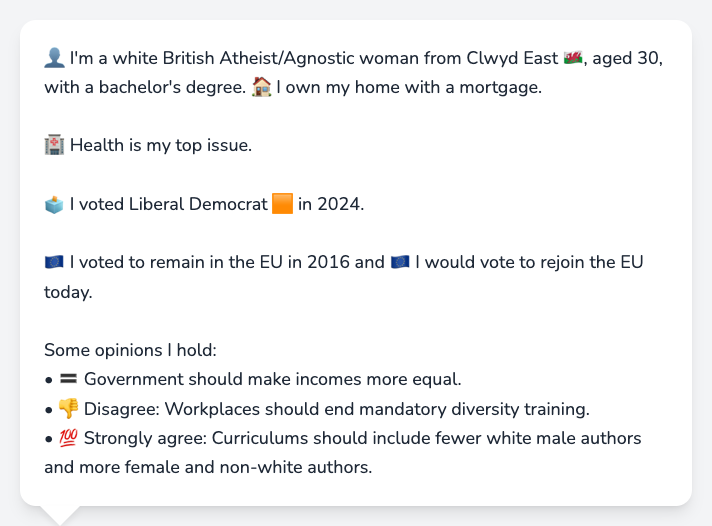 👤 I'm a white British Atheist/Agnostic woman from Clwyd East 🏴󠁧󠁢󠁷󠁬󠁳󠁿, aged 30,
with a bachelor's degree. 🏠 I own my home with a mortgage.
🏥 Health is my top issue.
🗳️ I voted Liberal Democrat 🟧 in 2024.
🇪🇺 I voted to remain in the EU in 2016 and 🇪🇺 I would vote to rejoin the EU
today.
Some opinions I hold:
• 🟰 Government should make incomes more equal.
• 👎 Disagree: Workplaces should end mandatory diversity training.
• 💯 Strongly agree: Curriculums should include fewer white male authors
and more female and non-white authors.